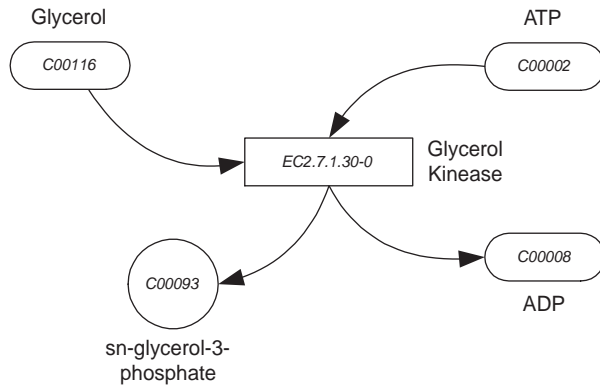 Glycerol
ATP
C00116
C00002
EC2.7.1.30-0
Glycerol
Kinease
C00093
C00008
ADP
sn-glycerol-3-
phosphate